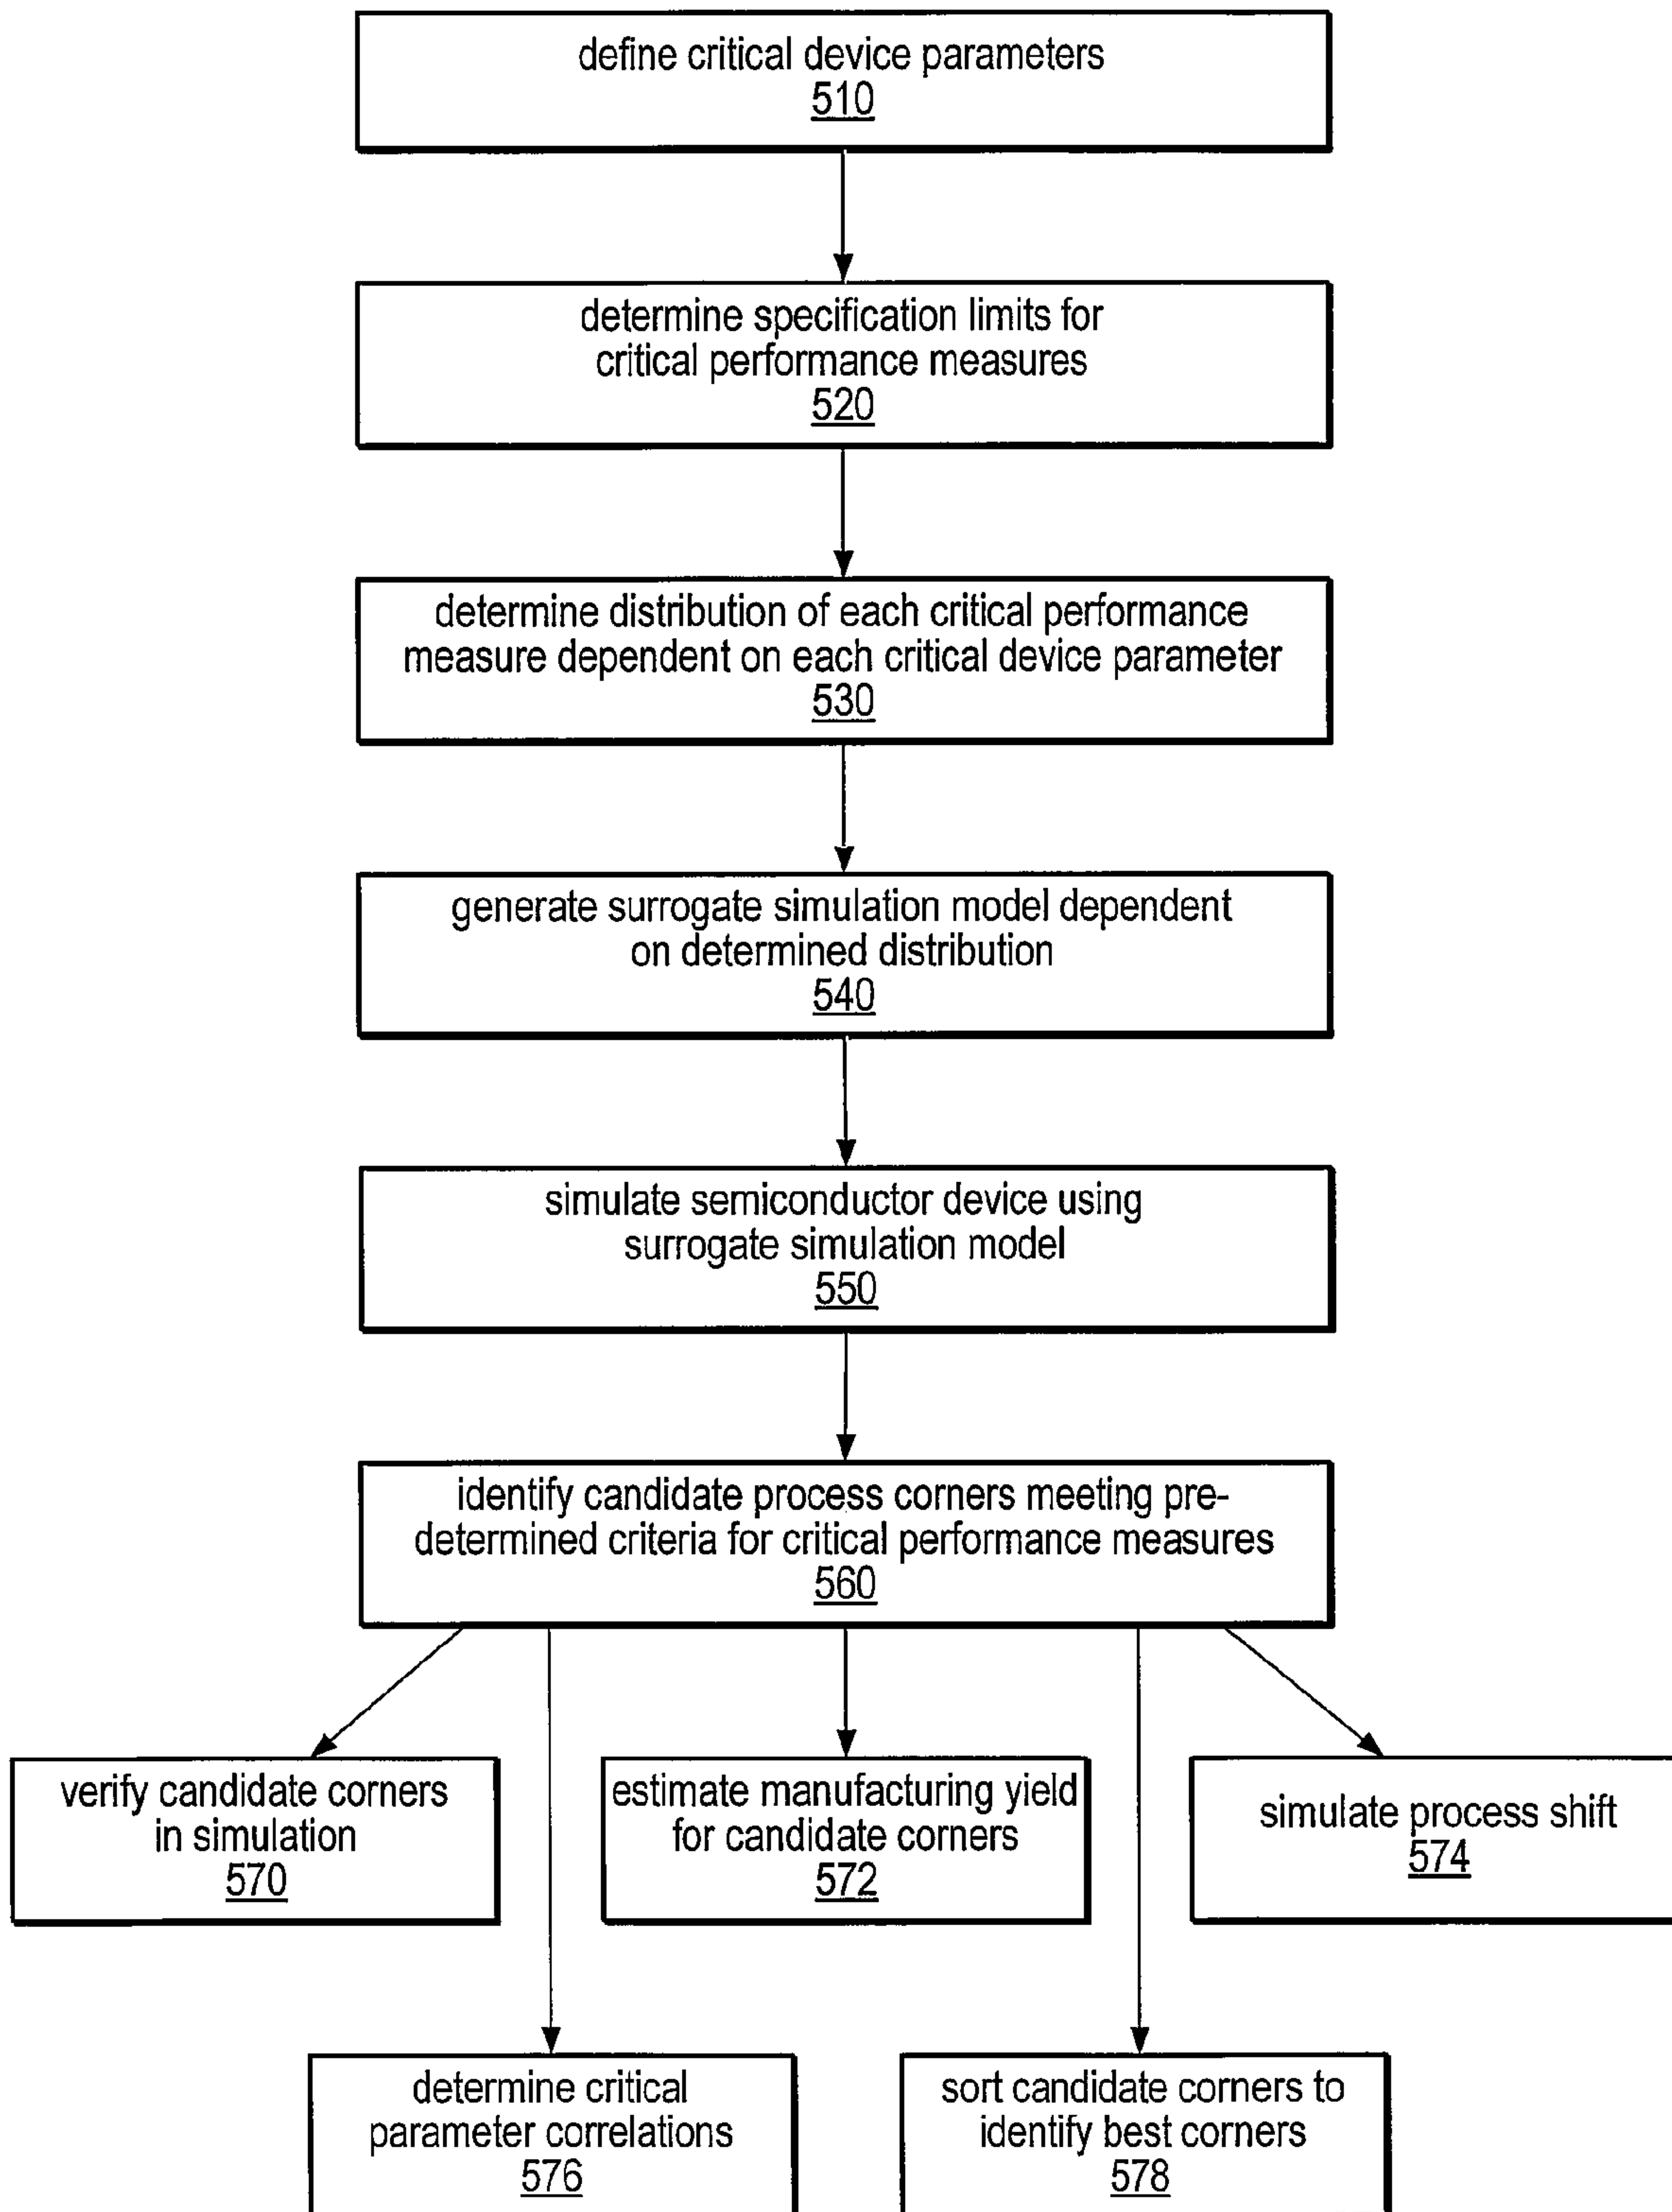 define critical device parameters
510
determine specification limits for
critical performance measures
520
determine distribution of each critical performance
measure dependent on each critical device parameter
530
generate surrogate simulation model dependent
on determined distribution
540
simulate semiconductor device using
surrogate simulation model
550
identify candidate process corners meeting pre-
determined criteria for critical performance measures
560
verify candidate corners
in simulation
570
estimate manufacturing yield
for candidate corners
572
simulate process shift
574
determine critical
parameter correlations
576
sort candidate corners to
identify best corners
578